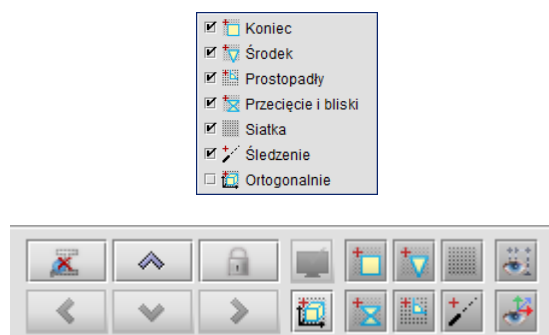 Koniec
Środek
Prostopadły
Przecięcie i bliski
Siatka
Śledzenie
Ortogonalnie